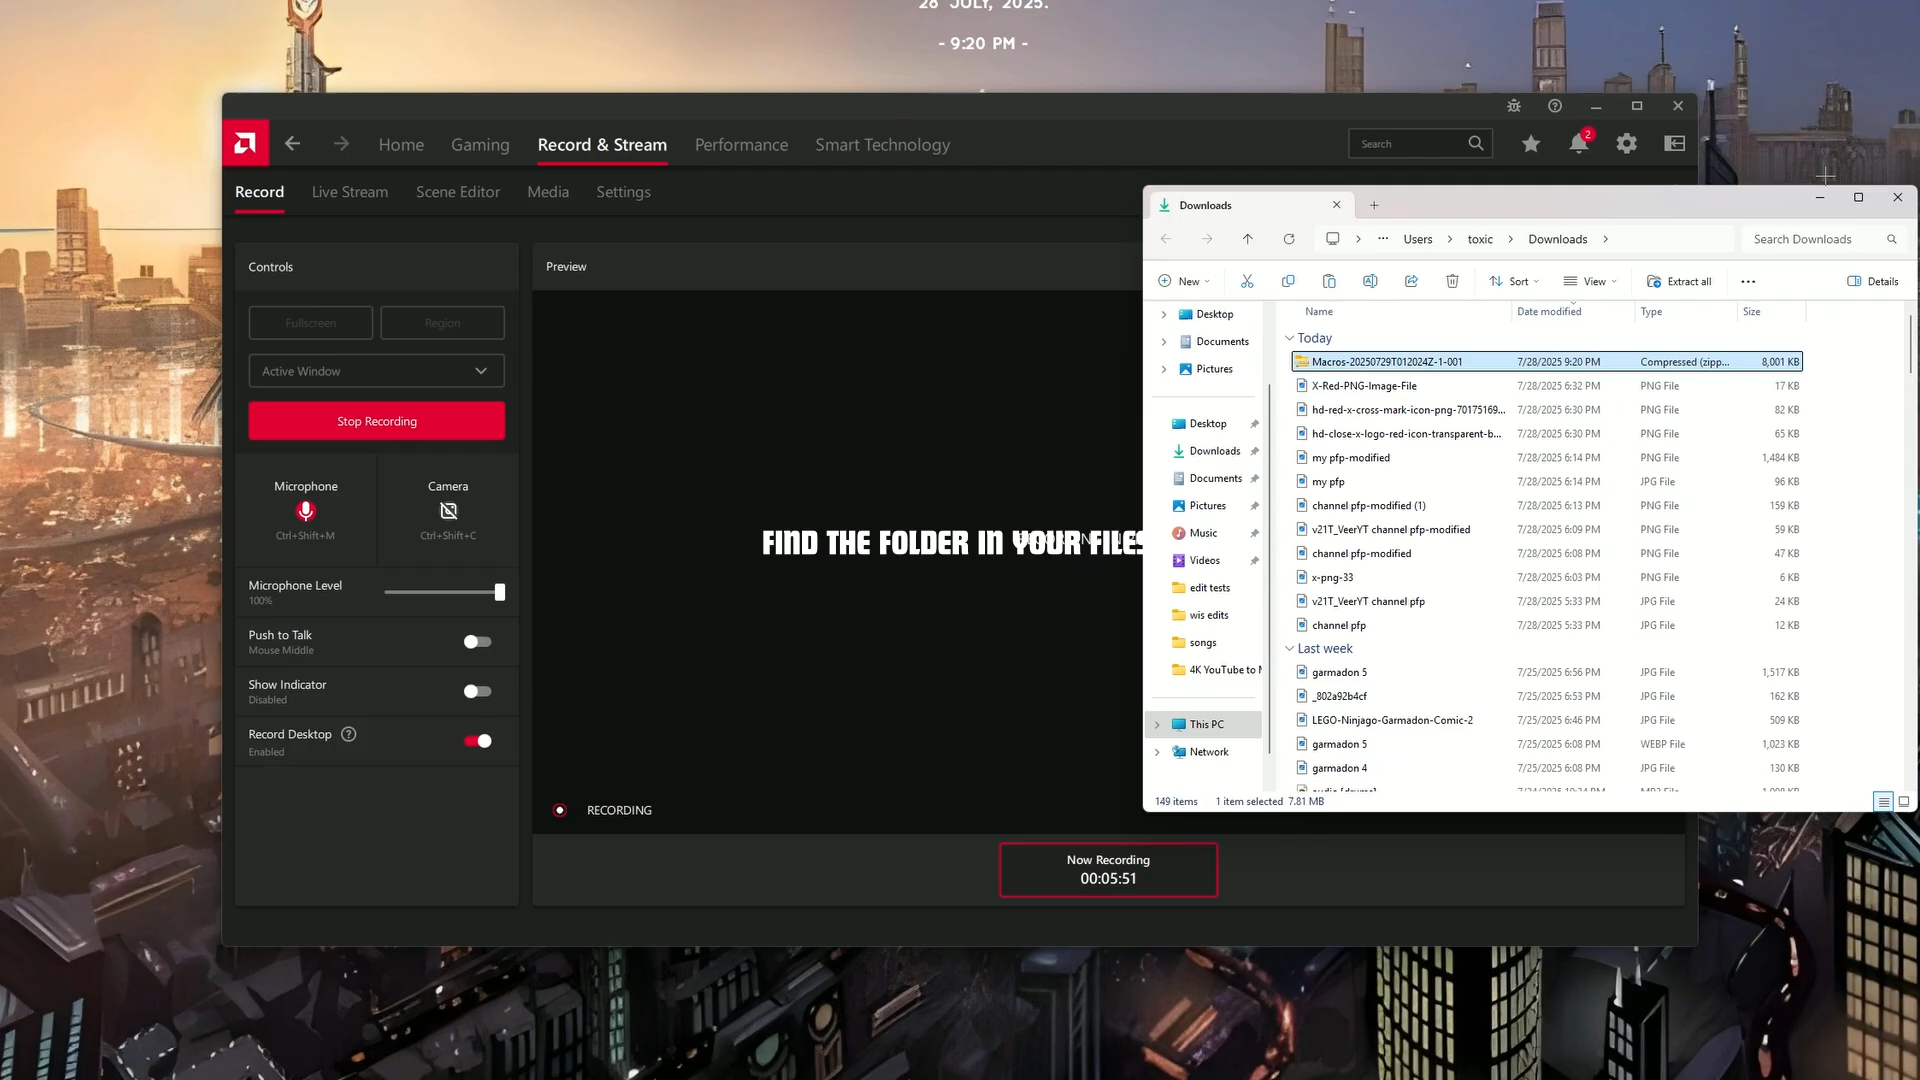 28 JULY, 2025.
- 9:20 PM -
Home
Gaming
Record & Stream
Performance
Smart Technology
Search
2
Record
Live Stream
Scene Editor
Media
Settings
Controls
Fullscreen
Region
Active Window
Stop Recording
Microphone
Ctrl+Shift+M
Camera
Ctrl+Shift+C
Microphone Level
100%
Push to Talk
Mouse Middle
Show Indicator
Disabled
Record Desktop
Enabled
Preview
FIND THE FOLDER IN YOUR FILES
RECORDING
Now Recording
00:05:51
Downloads
Users
toxic
Downloads
Search Downloads
New
Sort
View
Extract all
Details
Desktop
Documents
Pictures
Desktop
Downloads
Documents
Pictures
Music
Videos
edit tests
wis edits
songs
4K YouTube to
This PC
Network
Name Date modified Type Size
Today
Macros-20250729T012024Z-1-001 7/28/2025 9:20 PM Compressed (zipp... 8,001 KB
X-Red-PNG-Image-File 7/28/2025 6:32 PM PNG File 17 KB
hd-red-x-cross-mark-icon-png-70175169... 7/28/2025 6:30 PM PNG File 82 KB
hd-close-x-logo-red-icon-transparent-b... 7/28/2025 6:30 PM PNG File 65 KB
my pfp-modified 7/28/2025 6:14 PM PNG File 1,484 KB
my pfp 7/28/2025 6:14 PM JPG File 96 KB
channel pfp-modified (1) 7/28/2025 6:13 PM PNG File 159 KB
v21T_VeerYT channel pfp-modified 7/28/2025 6:09 PM PNG File 59 KB
channel pfp-modified 7/28/2025 6:08 PM PNG File 47 KB
x-png-33 7/28/2025 6:03 PM PNG File 6 KB
v21T_VeerYT channel pfp 7/28/2025 5:33 PM JPG File 24 KB
channel pfp 7/28/2025 5:33 PM JPG File 12 KB
Last week
garmadon 5 7/25/2025 6:56 PM JPG File 1,517 KB
_802a92b4cf 7/25/2025 6:53 PM JPG File 162 KB
LEGO-Ninjago-Garmadon-Comic-2 7/25/2025 6:46 PM JPG File 509 KB
garmadon 5 7/25/2025 6:08 PM WEBP File 1,023 KB
garmadon 4 7/25/2025 6:08 PM JPG File 130 KB
149 items
1 item selected 7.81 MB